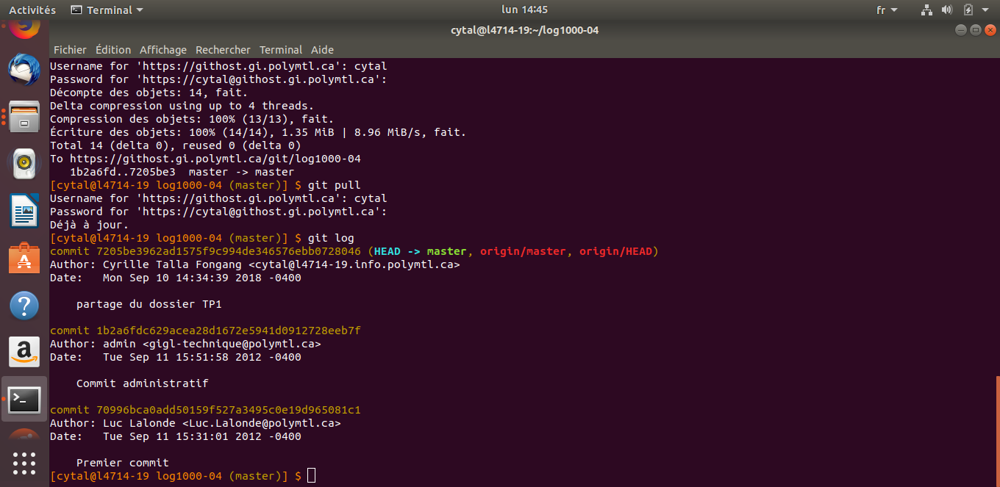 Activités Terminal lun 14:45 fr
cytal@l4714-19:~/log1000-04
Fichier Édition Affichage Rechercher Terminal Aide
Username for 'https://githost.gi.polymtl.ca': cytal
Password for 'https://cytal@githost.gi.polymtl.ca':
Décompte des objets: 14, fait.
Delta compression using up to 4 threads.
Compression des objets: 100% (13/13), fait.
Écriture des objets: 100% (14/14), 1.35 MiB | 8.96 MiB/s, fait.
Total 14 (delta 0), reused 0 (delta 0)
To https://githost.gi.polymtl.ca/git/log1000-04
   1b2a6fd..7205be3  master -> master
[cytal@l4714-19 log1000-04 (master)] $ git pull
Username for 'https://githost.gi.polymtl.ca': cytal
Password for 'https://cytal@githost.gi.polymtl.ca':
Déjà à jour.
[cytal@l4714-19 log1000-04 (master)] $ git log
commit 7205be3962ad1575f9c994de346576ebb0728046 (HEAD -> master, origin/master, origin/HEAD)
Author: Cyrille Talla Fongang <cytal@l4714-19.info.polymtl.ca>
Date:   Mon Sep 10 14:34:39 2018 -0400
    partage du dossier TP1
commit 1b2a6fdc629acea28d1672e5941d0912728eeb7f
Author: admin <gigl-technique@polymtl.ca>
Date:   Tue Sep 11 15:51:58 2012 -0400
    Commit administratif
commit 70996bca0add50159f527a3495c0e19d965081c1
Author: Luc Lalonde <Luc.Lalonde@polymtl.ca>
Date:   Tue Sep 11 15:31:01 2012 -0400
    Premier commit
[cytal@l4714-19 log1000-04 (master)] $